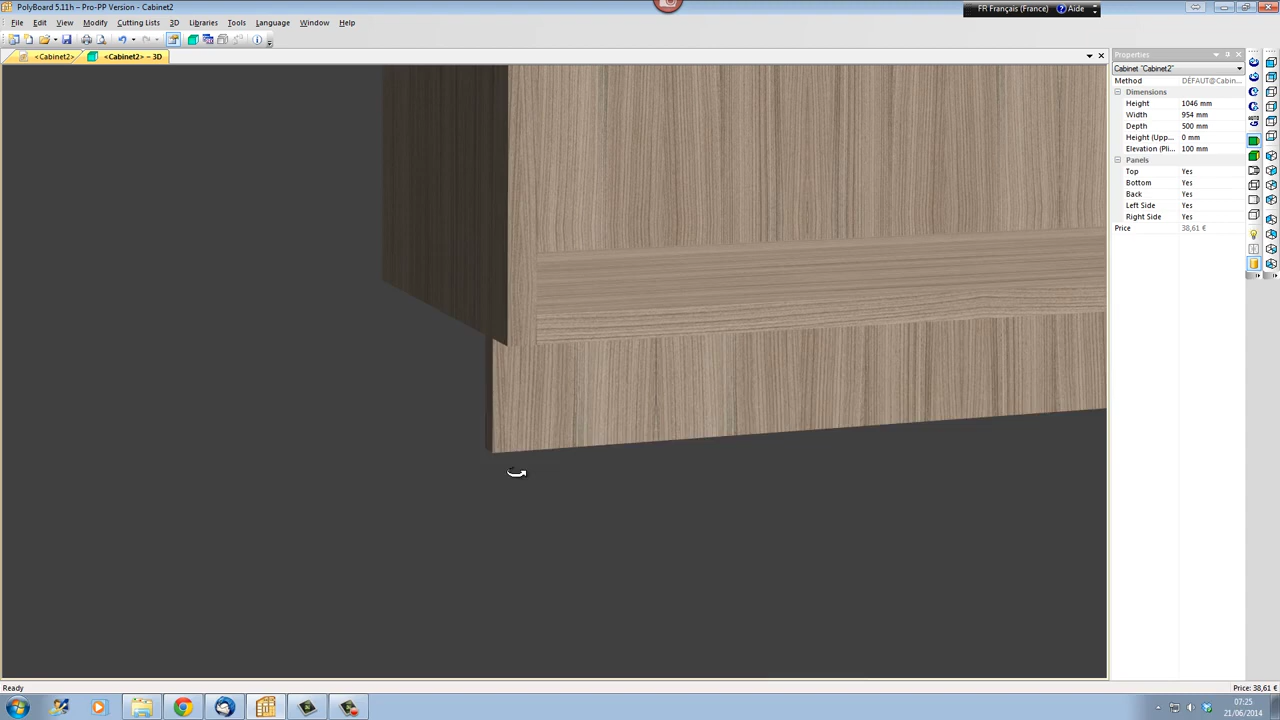 PolyBoard 5.11h – Pro-PP Version - Cabinet2
FR Français (France) Aide
File Edit View Modify Cutting Lists 3D Libraries Tools Language Window Help
<Cabinet2> <Cabinet2> – 3D
Properties
Cabinet "Cabinet2"
Method DÉFAUT@Cabin...
Dimensions
Height 1046 mm
Width 954 mm
Depth 500 mm
Height (Upp... 0 mm
Elevation (Pli... 100 mm
Panels
Top Yes
Bottom Yes
Back Yes
Left Side Yes
Right Side Yes
Price 38,61 €
AUTO
Ready
Price: 38,61 €
07:25
21/06/2014